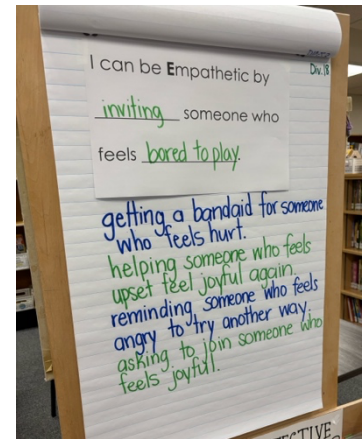 Div. 18
I can be Empathetic by
inviting someone who
feels bored to play.
getting a bandaid for someone
who feels hurt.
helping someone who feels
upset feel joyful again.
reminding someone who feels
angry to try another way.
asking to join someone who
feels joyful.